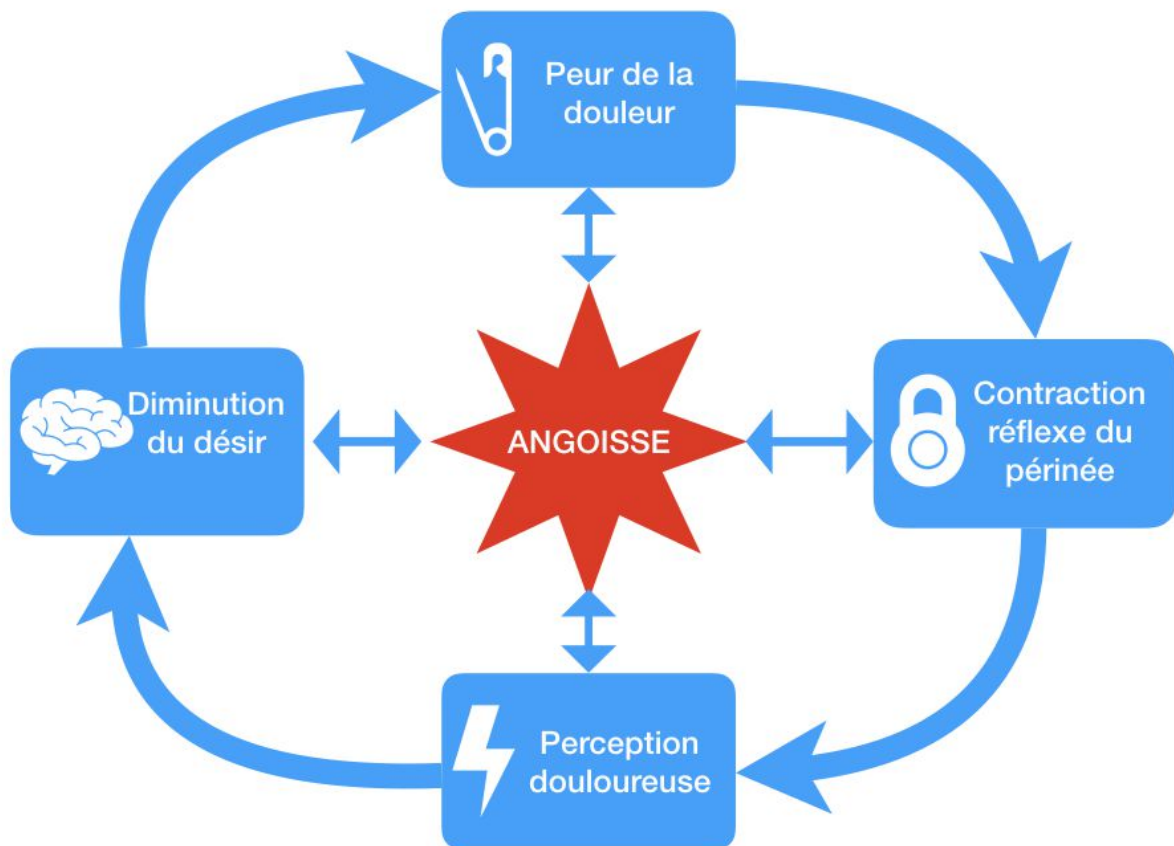 Peur de la
douleur
Contraction
réflexe du
périnée
Perception
douloureuse
Diminution
du désir
ANGOISSE